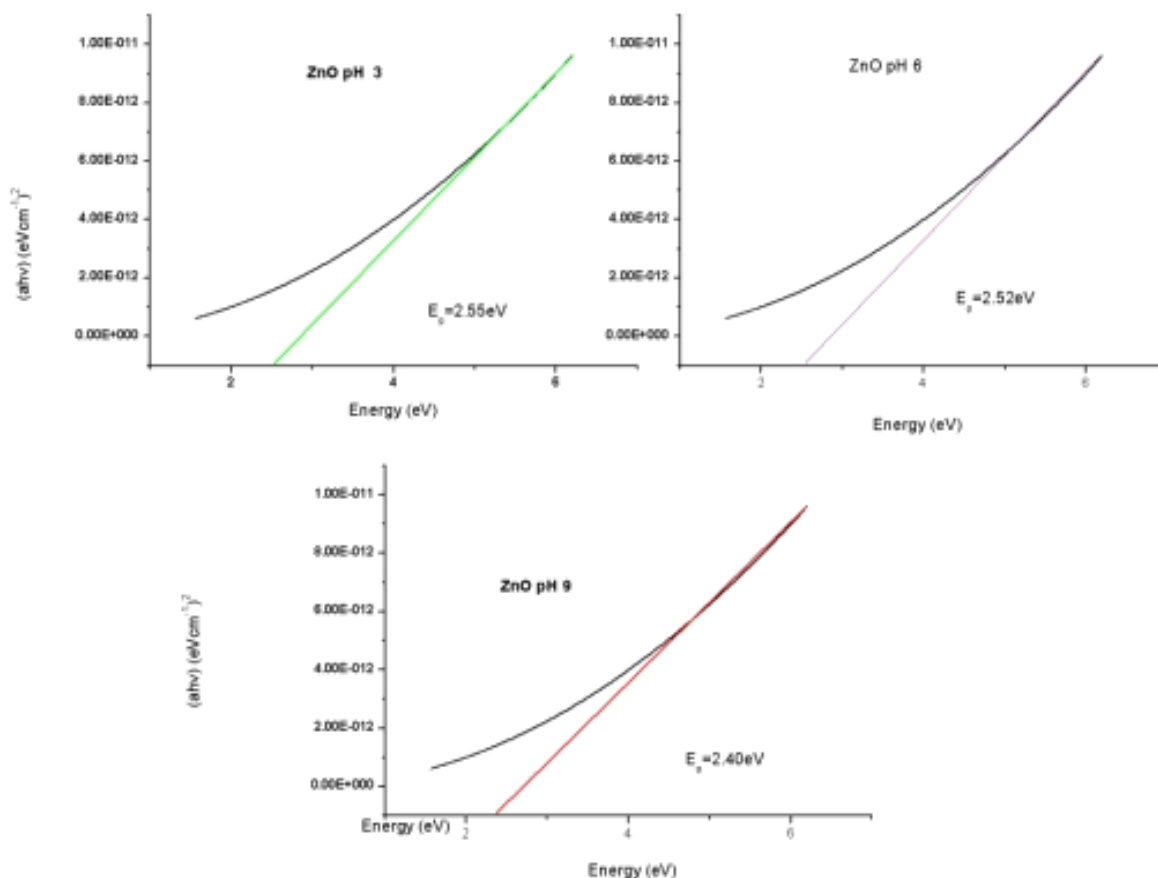 1.00E-011
8.00E-012
6.00E-012
4.00E-012
2.00E-012
0.00E+000
(ahv) (eVcm⁻¹)²
ZnO pH 3
E_g=2.55eV
2 4 6
Energy (eV)
1.00E-011
8.00E-012
6.00E-012
4.00E-012
2.00E-012
0.00E+000
ZnO pH 6
E_g=2.52eV
2 4 6
Energy (eV)
1.00E-011
8.00E-012
6.00E-012
4.00E-012
2.00E-012
0.00E+000
(ahv) (eVcm⁻¹)²
ZnO pH 9
E_g=2.40eV
Energy (eV) 2 4 6
Energy (eV)